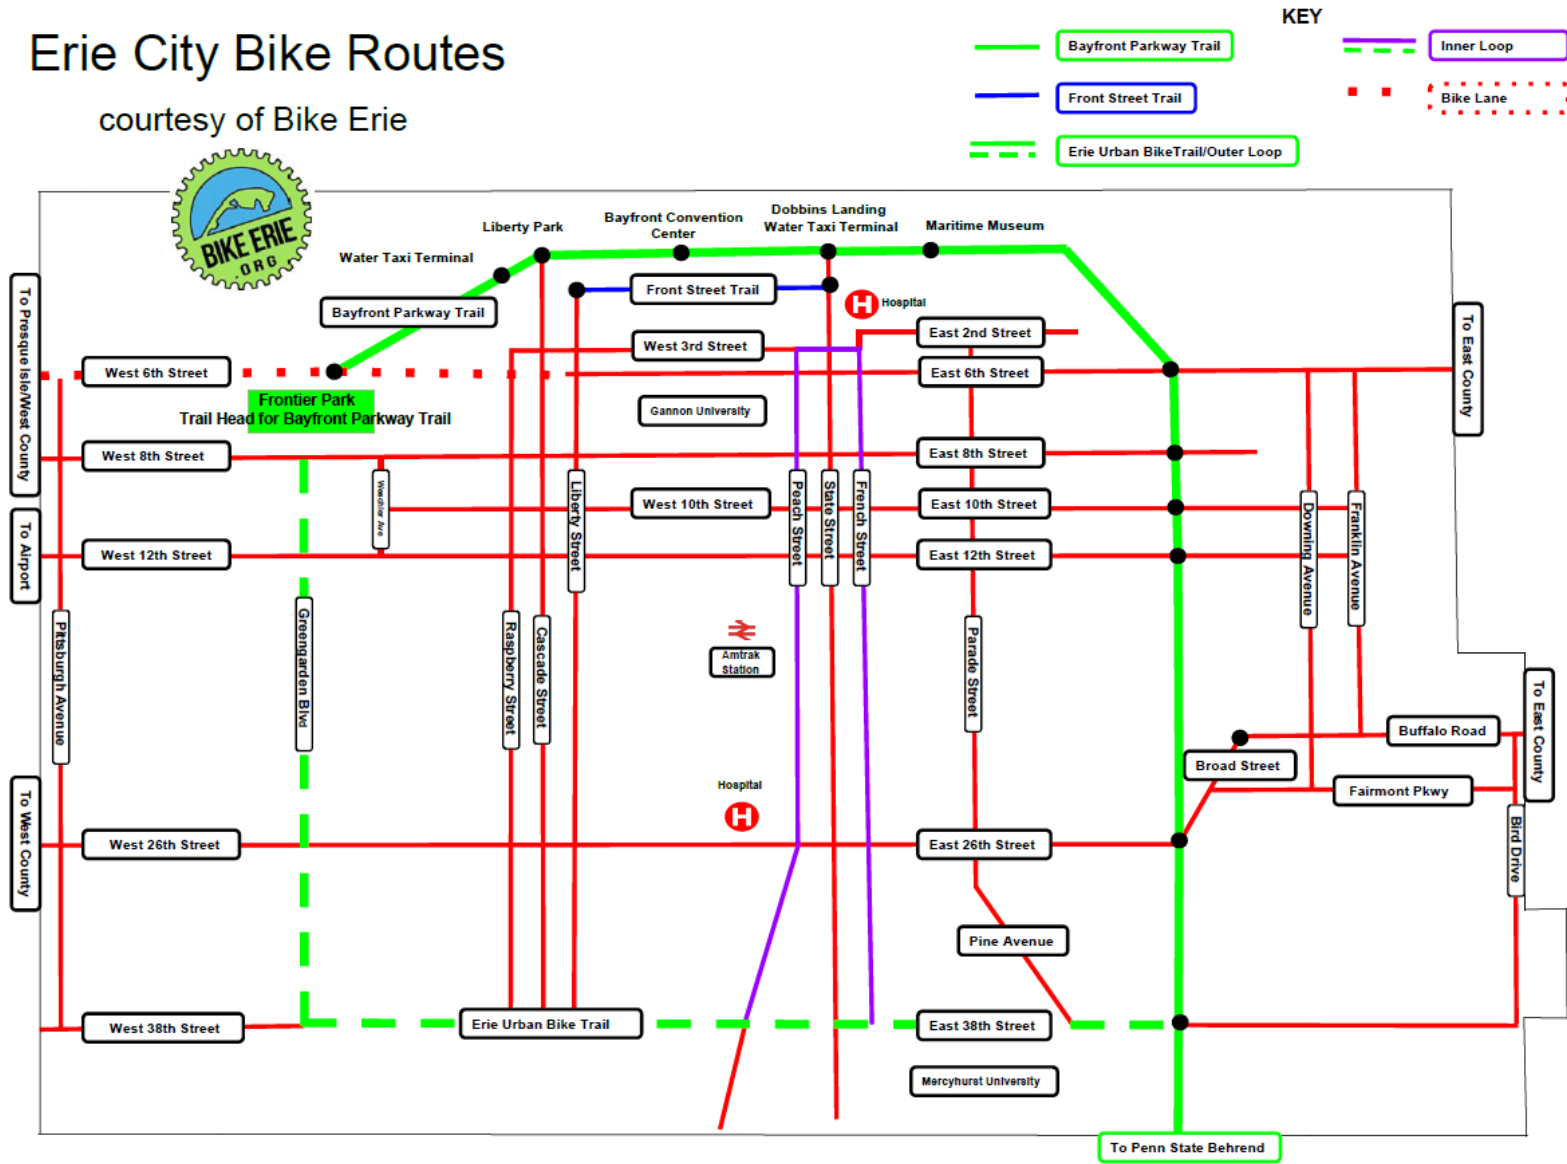 Erie City Bike Routes
courtesy of Bike Erie
BIKE ERIE
.ORG
KEY
Bayfront Parkway Trail
Inner Loop
Front Street Trail
Bike Lane
Erie Urban BikeTrail/Outer Loop
Liberty Park
Bayfront Convention
Center
Dobbins Landing
Water Taxi Terminal
Maritime Museum
Water Taxi Terminal
Bayfront Parkway Trail
Front Street Trail
H
Hospital
To Presque Isle/West County
To East County
West 3rd Street
East 2nd Street
West 6th Street
East 6th Street
Frontier Park
Trail Head for Bayfront Parkway Trail
Gannon University
West 8th Street
East 8th Street
West 10th Street
East 10th Street
To Airport
West 12th Street
East 12th Street
Pittsburgh Avenue
Greengarden Blvd
Raspberry Street
Cascade Street
Liberty Street
Peach Street
State Street
French Street
Parade Street
Downing Avenue
Franklin Avenue
Amtrak
Station
Buffalo Road
To East County
Broad Street
Fairmont Pkwy
Hospital
H
To West County
West 26th Street
East 26th Street
Bird Drive
Pine Avenue
West 38th Street
Erie Urban Bike Trail
East 38th Street
Mercyhurst University
To Penn State Behrend